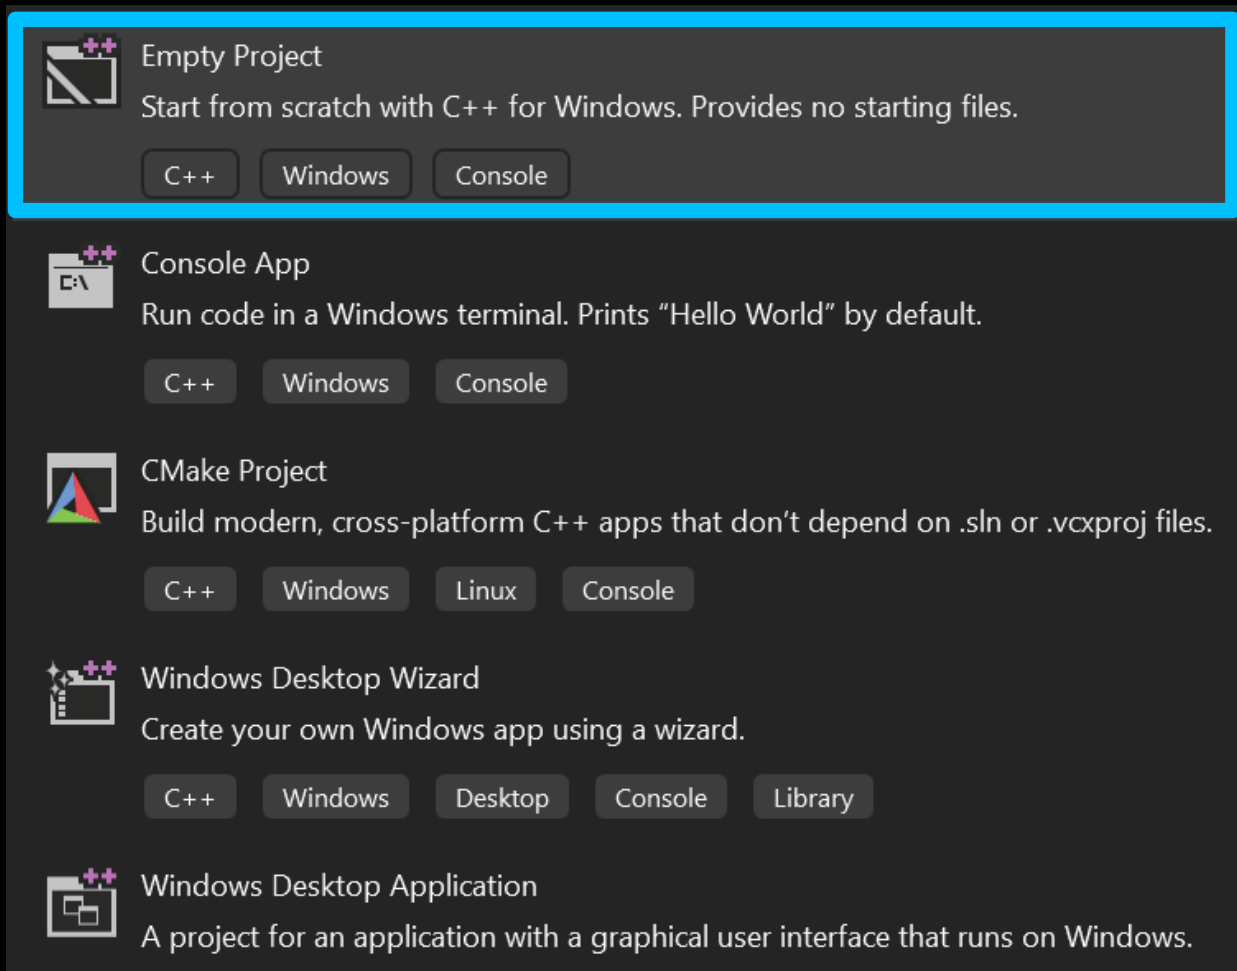 Empty Project
Start from scratch with C++ for Windows. Provides no starting files.
C++ Windows Console
Console App
C:\
Run code in a Windows terminal. Prints “Hello World” by default.
C++ Windows Console
CMake Project
Build modern, cross-platform C++ apps that don’t depend on .sln or .vcxproj files.
C++ Windows Linux Console
Windows Desktop Wizard
Create your own Windows app using a wizard.
C++ Windows Desktop Console Library
Windows Desktop Application
A project for an application with a graphical user interface that runs on Windows.